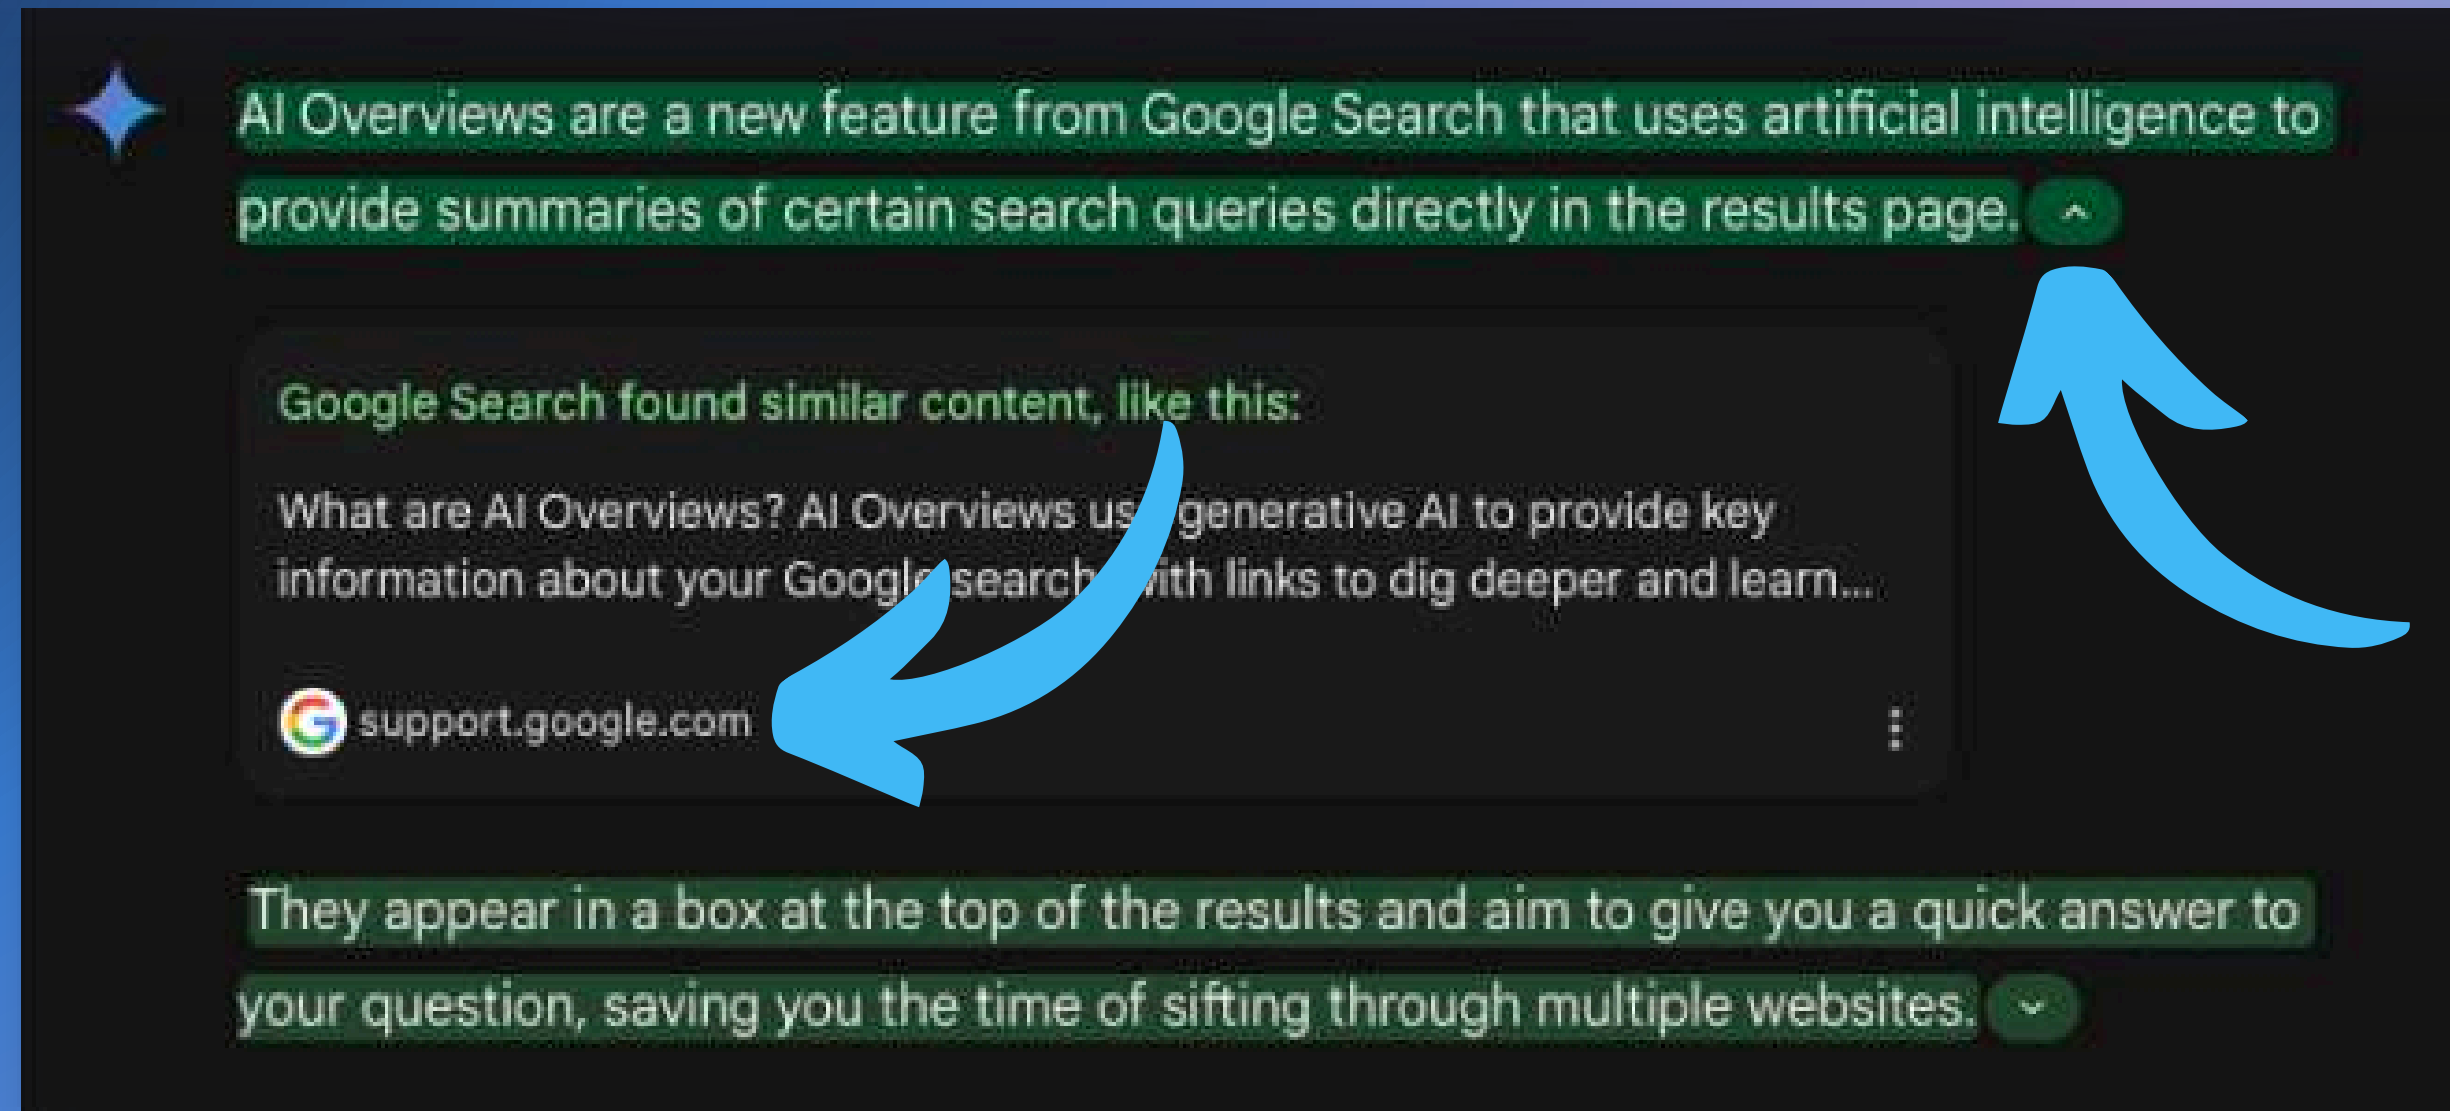 AI Overviews are a new feature from Google Search that uses artificial intelligence to
provide summaries of certain search queries directly in the results page.
Google Search found similar content, like this:
What are AI Overviews? AI Overviews us generative AI to provide key
information about your Google search with links to dig deeper and learn...
support.google.com
They appear in a box at the top of the results and aim to give you a quick answer to
your question, saving you the time of sifting through multiple websites.